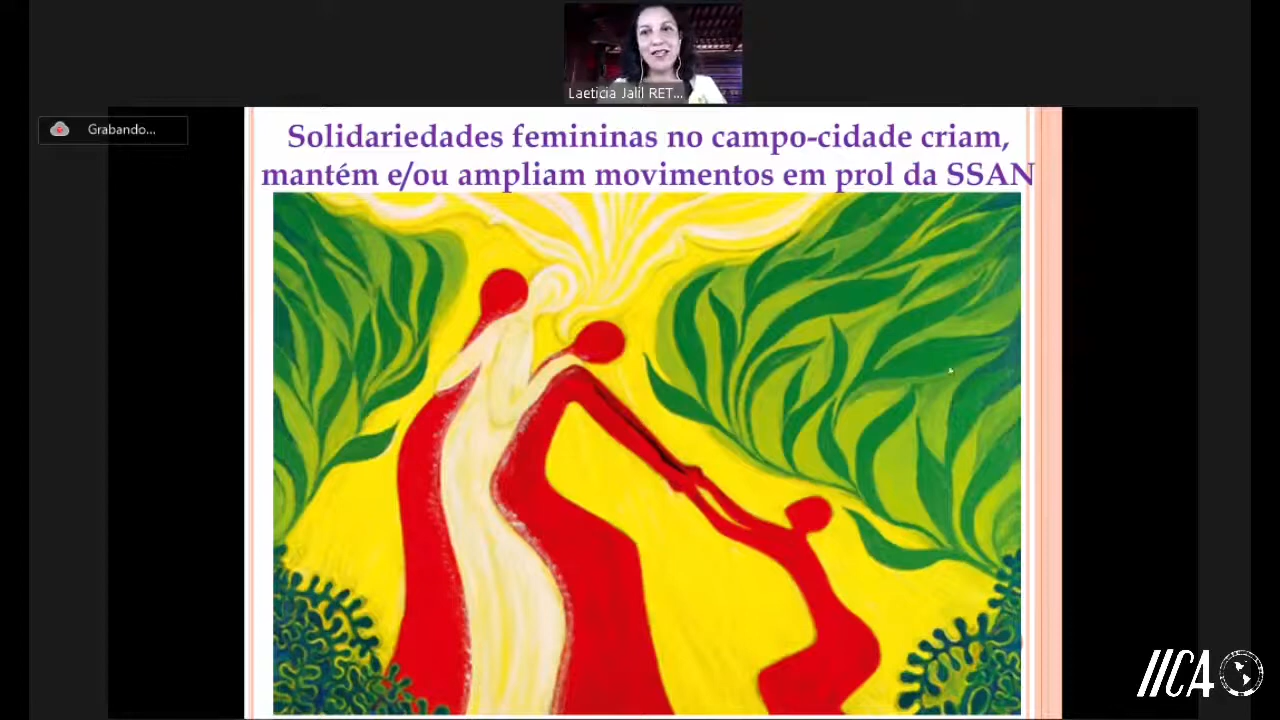 Laeticia Jalil RET...
Grabando...
Solidariedades femininas no campo-cidade criam,
mantém e/ou ampliam movimentos em prol da SSAN
IICA